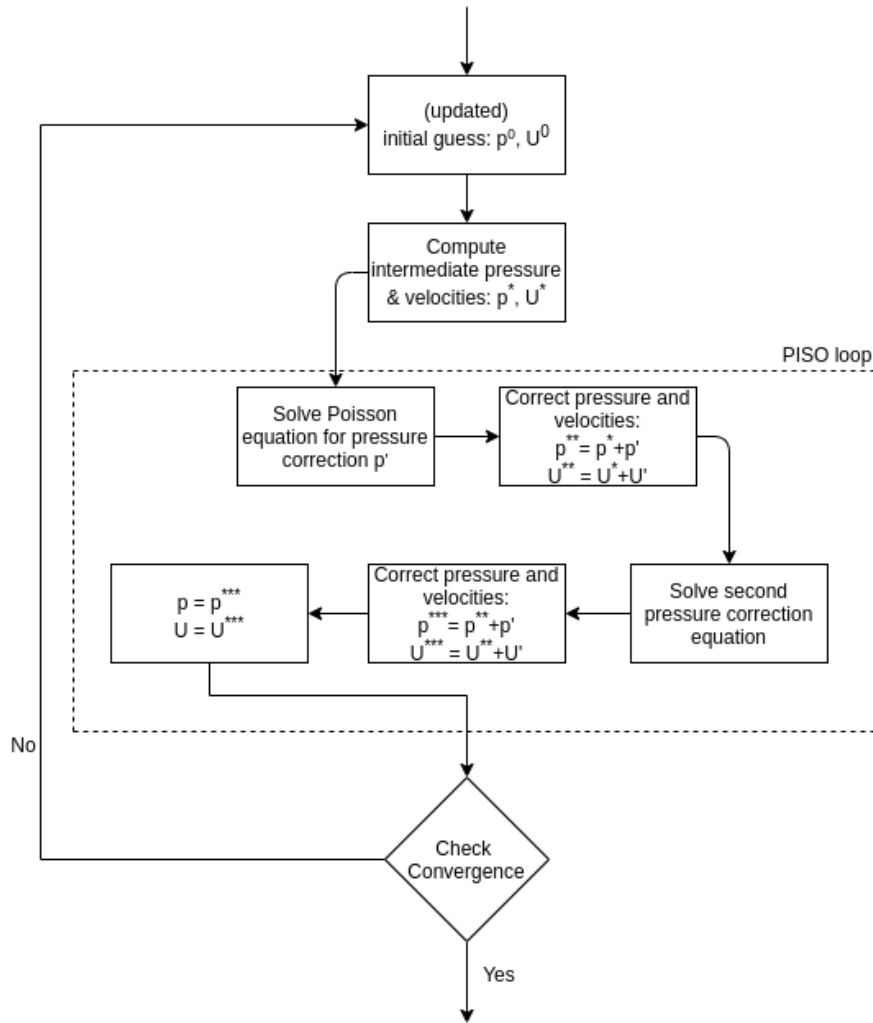 (updated)
initial guess: p⁰, U⁰
Compute
intermediate pressure
& velocities: p*, U*
PISO loop
Solve Poisson
equation for pressure
correction p'
Correct pressure and
velocities:
p**= p*+p'
U** = U*+U'
Solve second
pressure correction
equation
Correct pressure and
velocities:
p***= p**+p'
U*** = U**+U'
p = p***
U = U***
No
Check
Convergence
Yes